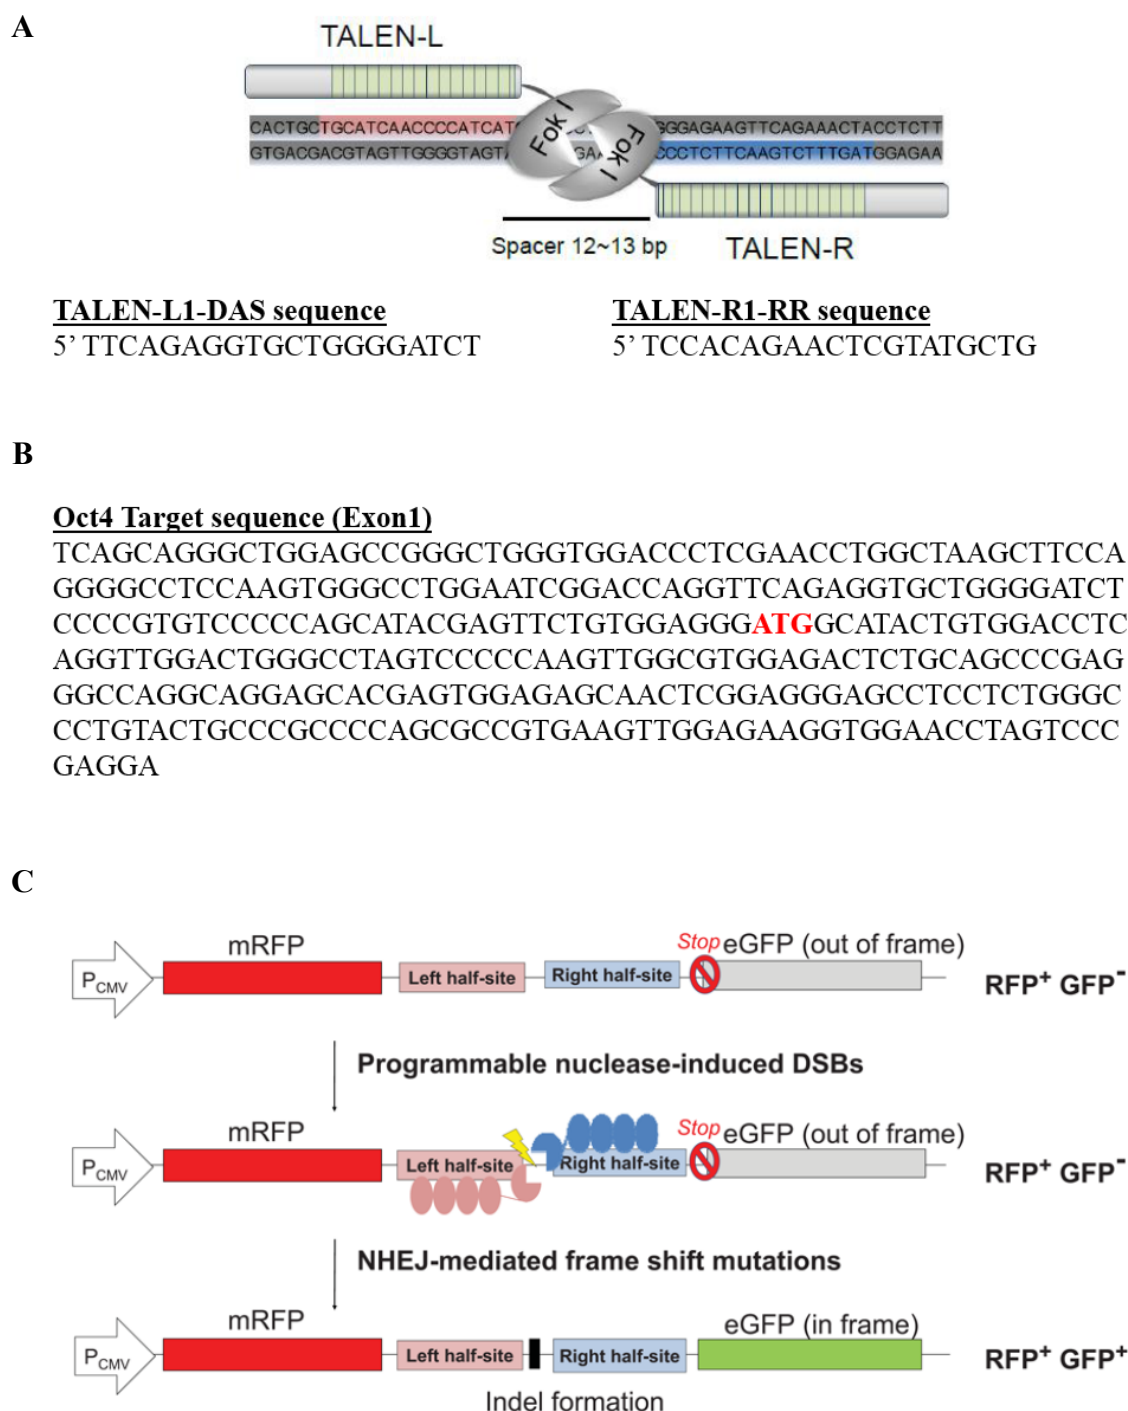 A
TALEN-L
CACTGCTGCATCAACCCCATCAT
GGGAGAAGTTCAGAAACTACCTCTT
GTGACGACGTAGTTGGGGTAGTA
GA
CCCTCTTCAAGTCTTTGATGGAGAA
Fok I
Fok I
Spacer 12~13 bp
TALEN-R
TALEN-L1-DAS sequence
5’ TTCAGAGGTGCTGGGGATCT
TALEN-R1-RR sequence
5’ TCCACAGAACTCGTATGCTG
B
Oct4 Target sequence (Exon1)
TCAGCAGGGCTGGAGCCGGGCTGGGTGGACCCTCGAACCTGGCTAAGCTTCCA
GGGGCCTCCAAGTGGGCCTGGAATCGGACCAGGTTCAGAGGTGCTGGGGATCT
CCCCGTGTCCCCCAGCATACGAGTTCTGTGGAGGGATGGCATACTGTGGACCTC
AGGTTGGACTGGGCCTAGTCCCCCAAGTTGGCGTGGAGACTCTGCAGCCCGAG
GGCCAGGCAGGAGCACGAGTGGAGAGCAACTCGGAGGGAGCCTCCTCTGGGC
CCTGTACTGCCCGCCCCAGCGCCGTGAAGTTGGAGAAGGTGGAACCTAGTCCC
GAGGA
C
mRFP
Stop eGFP (out of frame)
PCMV
Left half-site
Right half-site
RFP+ GFP-
Programmable nuclease-induced DSBs
mRFP
Stop eGFP (out of frame)
PCMV
Left half-site
Right half-site
RFP+ GFP-
NHEJ-mediated frame shift mutations
mRFP
eGFP (in frame)
PCMV
Left half-site
Right half-site
RFP+ GFP+
Indel formation